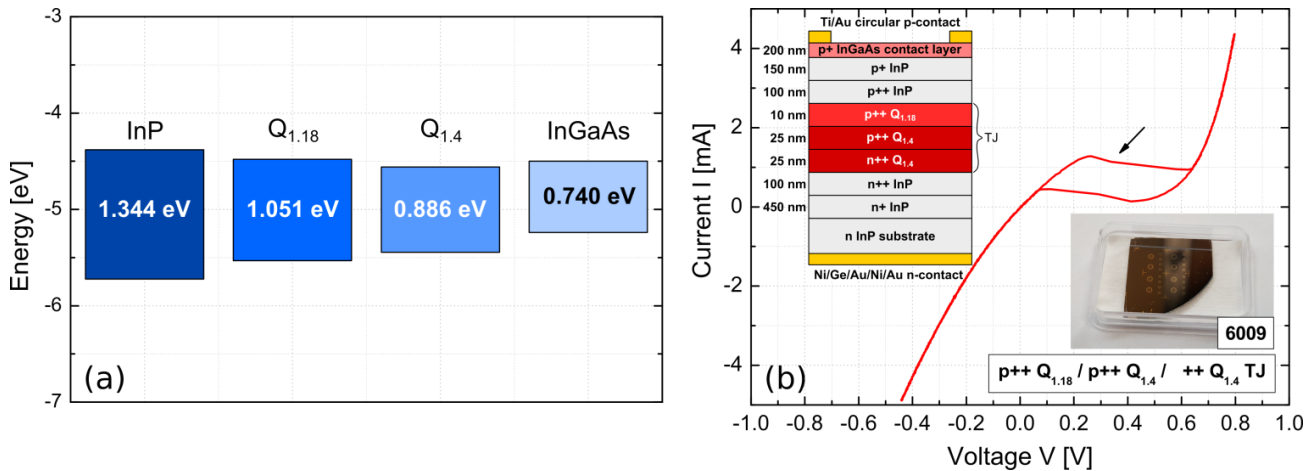 -3
-4
-5
-6
-7
Energy [eV]
InP
Q1.18
Q1.4
InGaAs
1.344 eV
1.051 eV
0.886 eV
0.740 eV
(a)
4
2
0
-2
-4
Current I [mA]
Ti/Au circular p-contact
200 nm p+ InGaAs contact layer
150 nm p+ InP
100 nm p++ InP
10 nm p++ Q1.18
25 nm p++ Q1.4
TJ
25 nm n++ Q1.4
100 nm n++ InP
450 nm n+ InP
n InP substrate
Ni/Ge/Au/Ni/Au n-contact
6009
p++ Q1.18 / p++ Q1.4 / ++ Q1.4 TJ
(b)
-1.0 -0.8 -0.6 -0.4 -0.2 0.0 0.2 0.4 0.6 0.8 1.0
Voltage V [V]